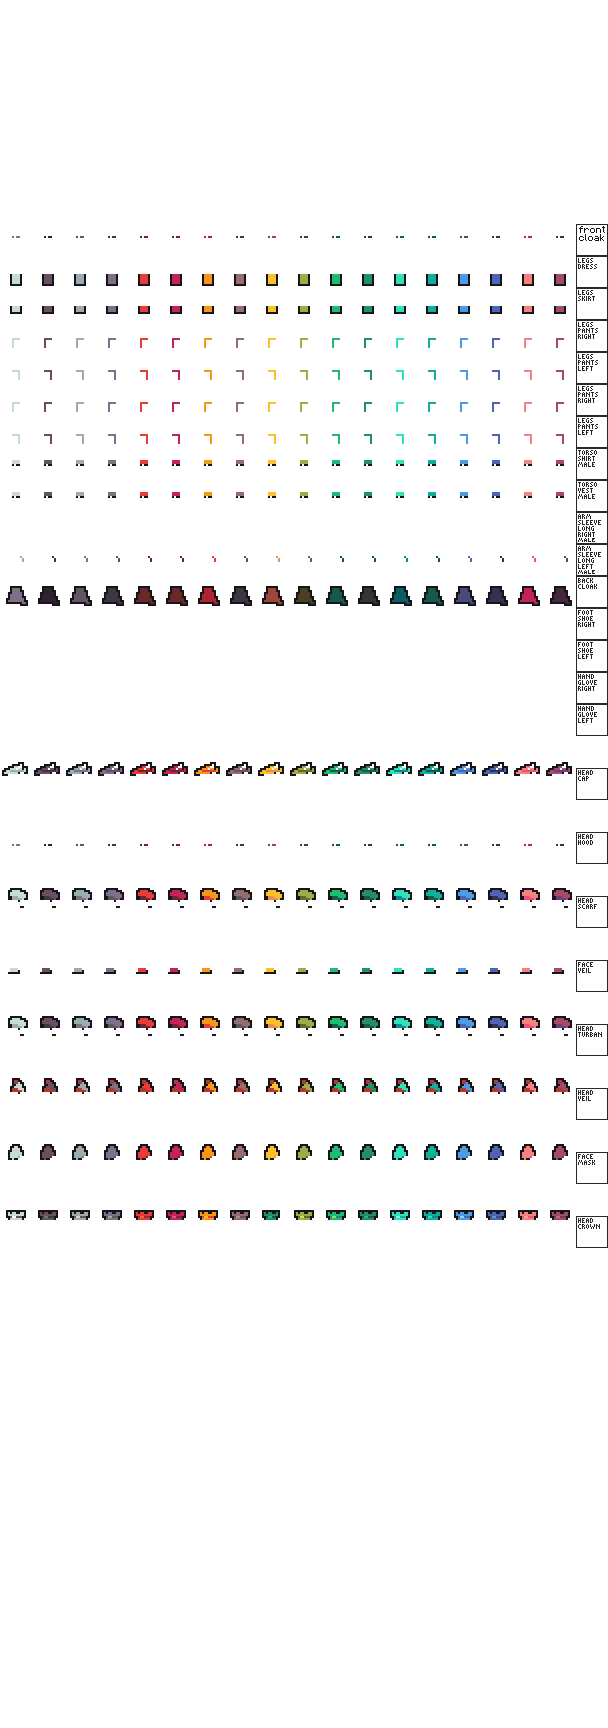 front
cloak
LEGS
DRESS
LEGS
SKIRT
LEGS
PANTS
RIGHT
LEGS
PANTS
LEFT
LEGS
PANTS
RIGHT
LEGS
PANTS
LEFT
TORSO
SHIRT
MALE
TORSO
VEST
MALE
ARM
SLEEVE
LONG
RIGHT
MALE
ARM
SLEEVE
LONG
LEFT
MALE
BACK
CLOAK
FOOT
SHOE
RIGHT
FOOT
SHOE
LEFT
HAND
GLOVE
RIGHT
HAND
GLOVE
LEFT
HEAD
CAP
HEAD
HOOD
HEAD
SCARF
FACE
VEIL
HEAD
TURBAN
HEAD
VEIL
FACE
MASK
HEAD
CROWN